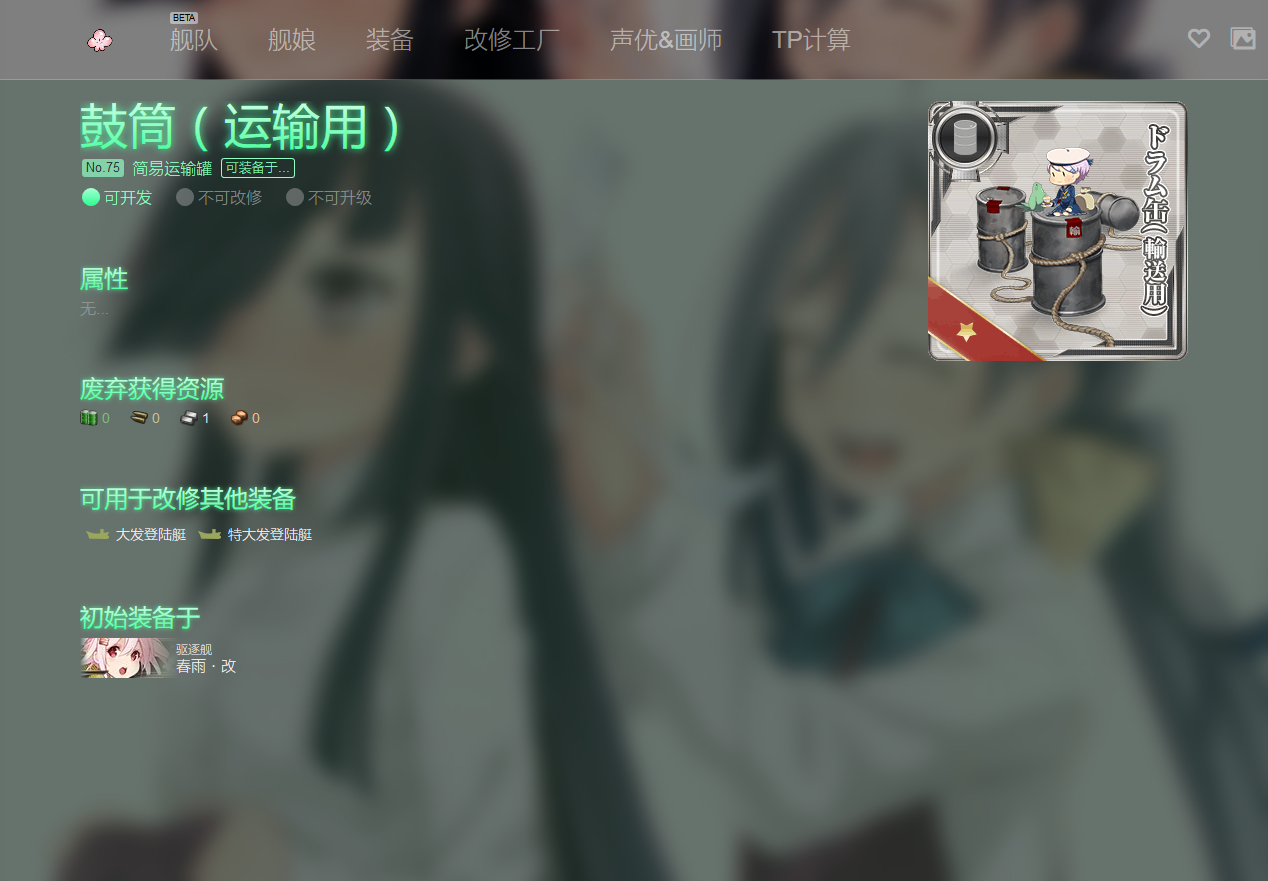 BETA
舰队 舰娘 装备 改修工厂 声优&画师 TP计算
鼓筒（运输用）
No.75 简易运输罐 可装备于...
可开发 不可改修 不可升级
属性
无...
废弃获得资源
0 0 1 0
可用于改修其他装备
大发登陆艇 特大发登陆艇
初始装备于
驱逐舰
春雨・改
ドラム缶(輸送用)
輸